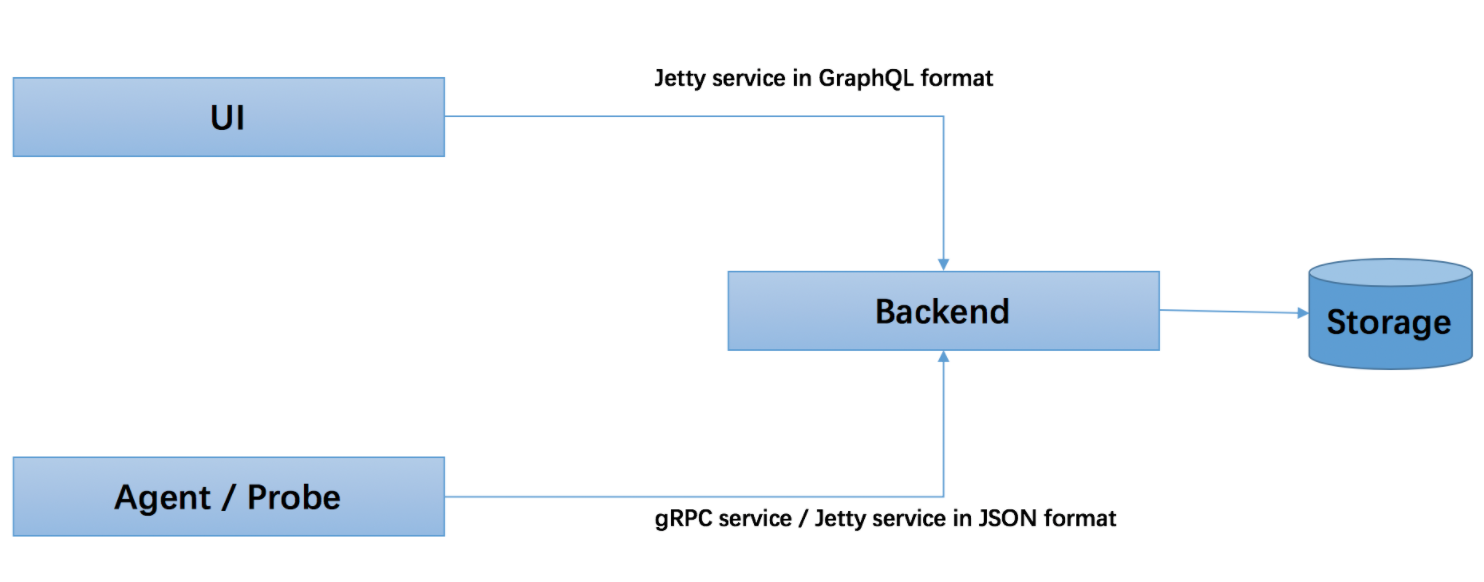 Jetty service in GraphQL format
UI
Backend
Storage
Agent / Probe
gRPC service / Jetty service in JSON format